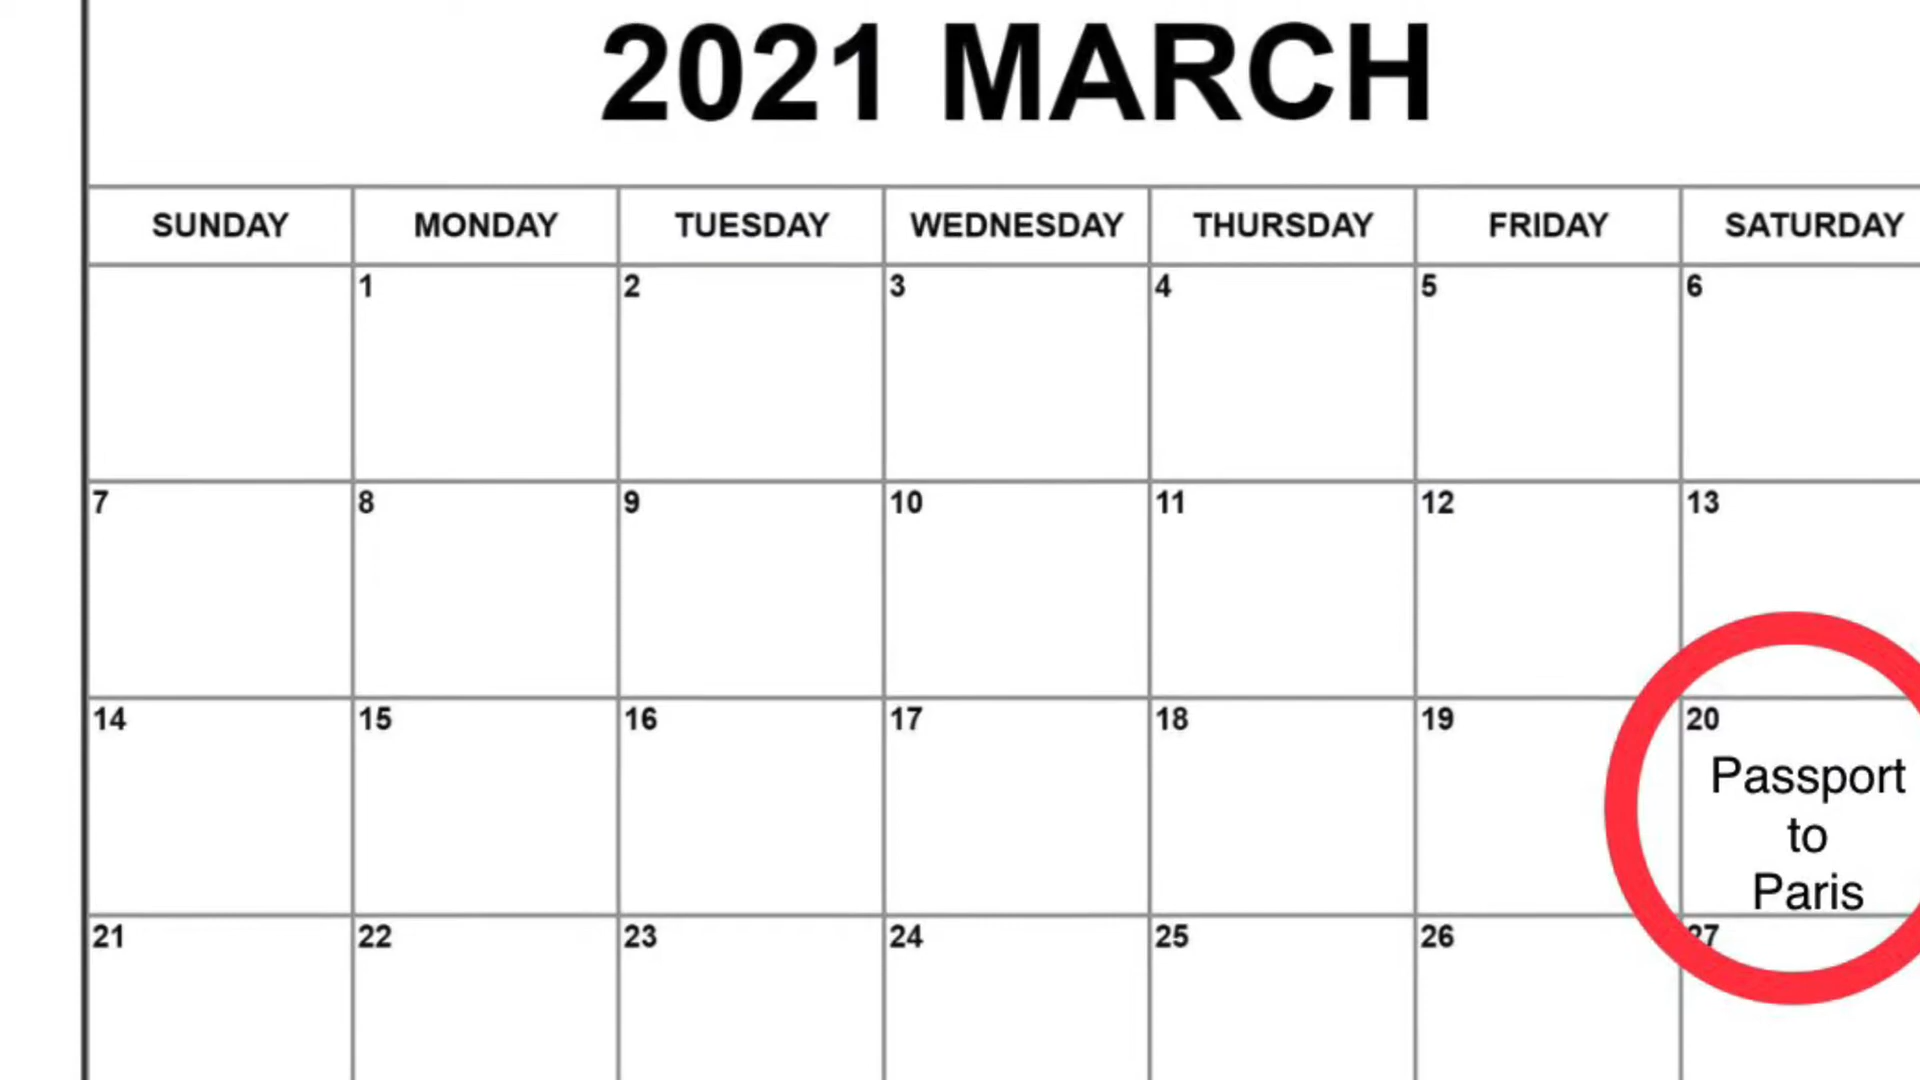 2021 MARCH
SUNDAY MONDAY TUESDAY WEDNESDAY THURSDAY FRIDAY SATURDAY
1 2 3 4 5 6
7 8 9 10 11 12 13
14 15 16 17 18 19 20
Passport
to
Paris
21 22 23 24 25 26 27